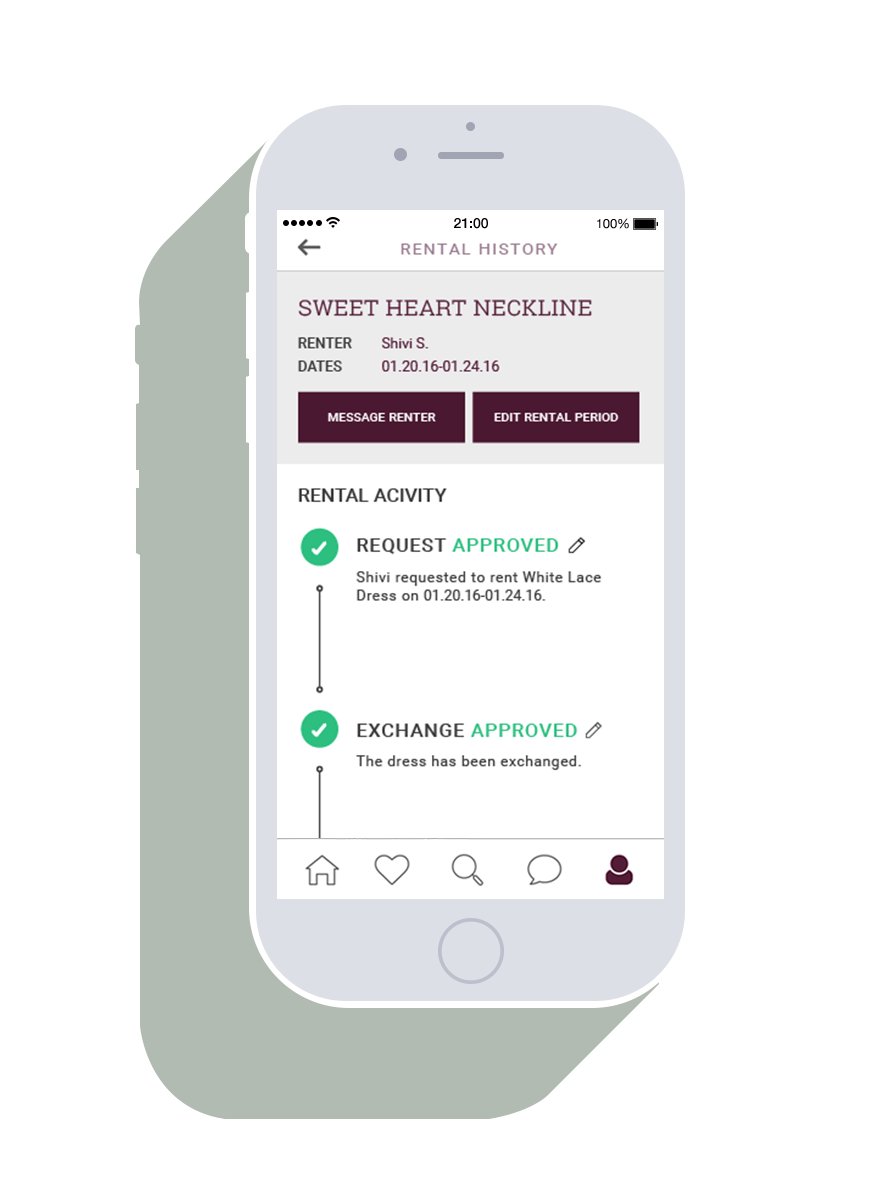 21:00
100%
RENTAL HISTORY
SWEET HEART NECKLINE
RENTER Shivi S.
DATES 01.20.16-01.24.16
MESSAGE RENTER EDIT RENTAL PERIOD
RENTAL ACIVITY
REQUEST APPROVED
Shivi requested to rent White Lace
Dress on 01.20.16-01.24.16.
EXCHANGE APPROVED
The dress has been exchanged.